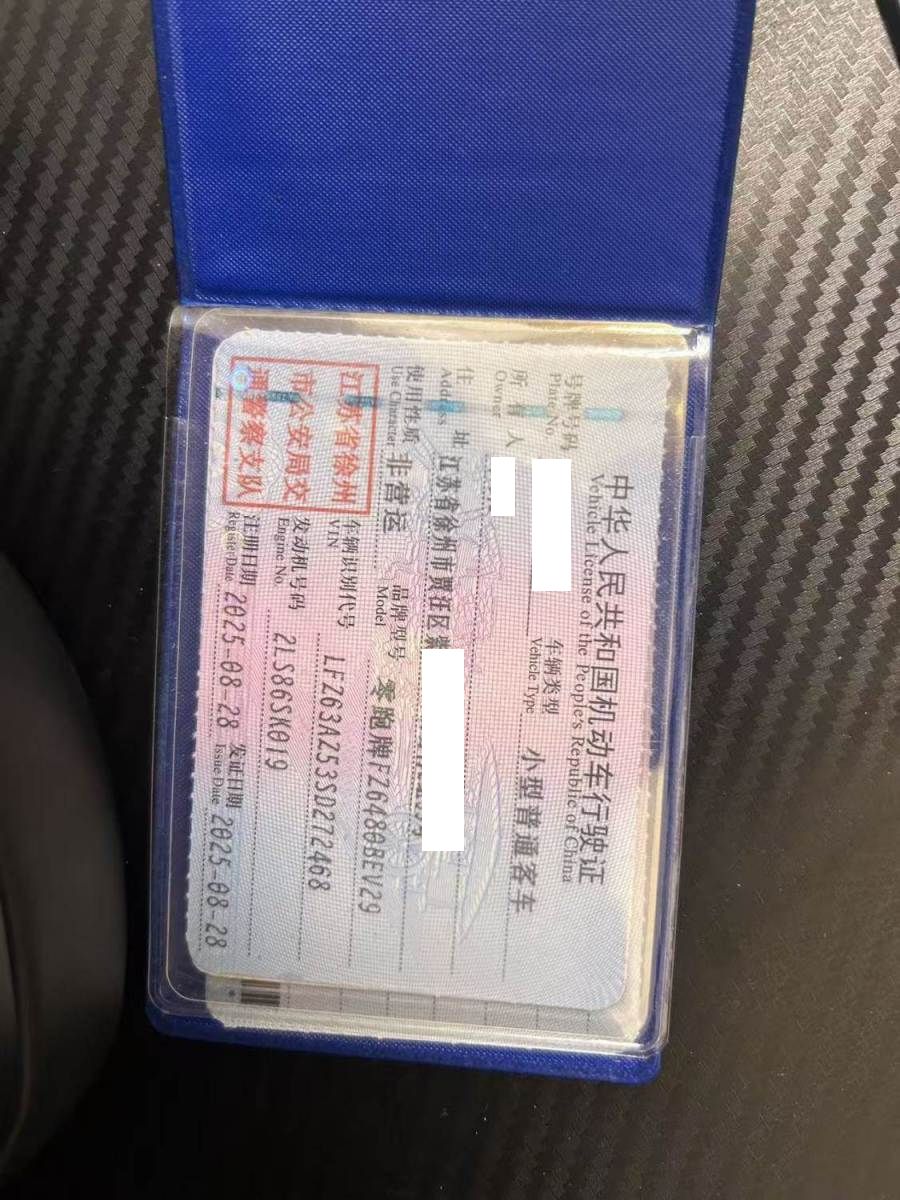 中华人民共和国机动车行驶证
Vehicle License of the People's Republic of China
号牌号码
Plate No.
车辆类型 小型普通客车
Vehicle Type
所有人
Owner
住址 江苏省徐州市贾汪区
Address
使用性质 非营运
Use Character
品牌型号 零跑牌FZ6480BEV29
Model
江苏省徐州
市公安局交
通警察支队
车辆识别代号 LFZ63AZ53SD272468
VIN
发动机号码 2LS86SK019
Engine No.
注册日期 2025-08-28
Register Date
发证日期 2025-08-28
Issue Date